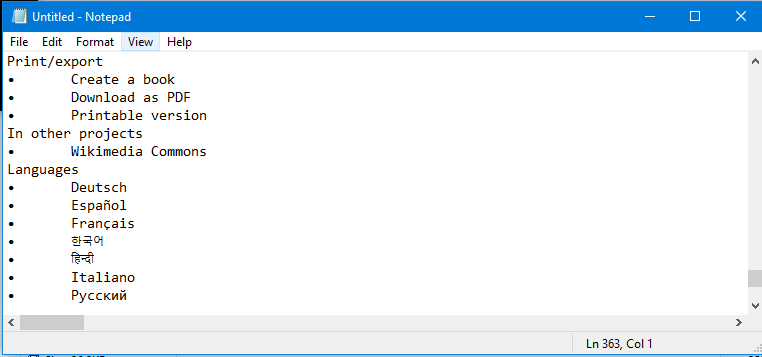 Untitled - Notepad
File Edit Format View Help
Print/export
• Create a book
• Download as PDF
• Printable version
In other projects
• Wikimedia Commons
Languages
• Deutsch
• Español
• Français
• 한국어
• हिन्दी
• Italiano
• Русский
Ln 363, Col 1